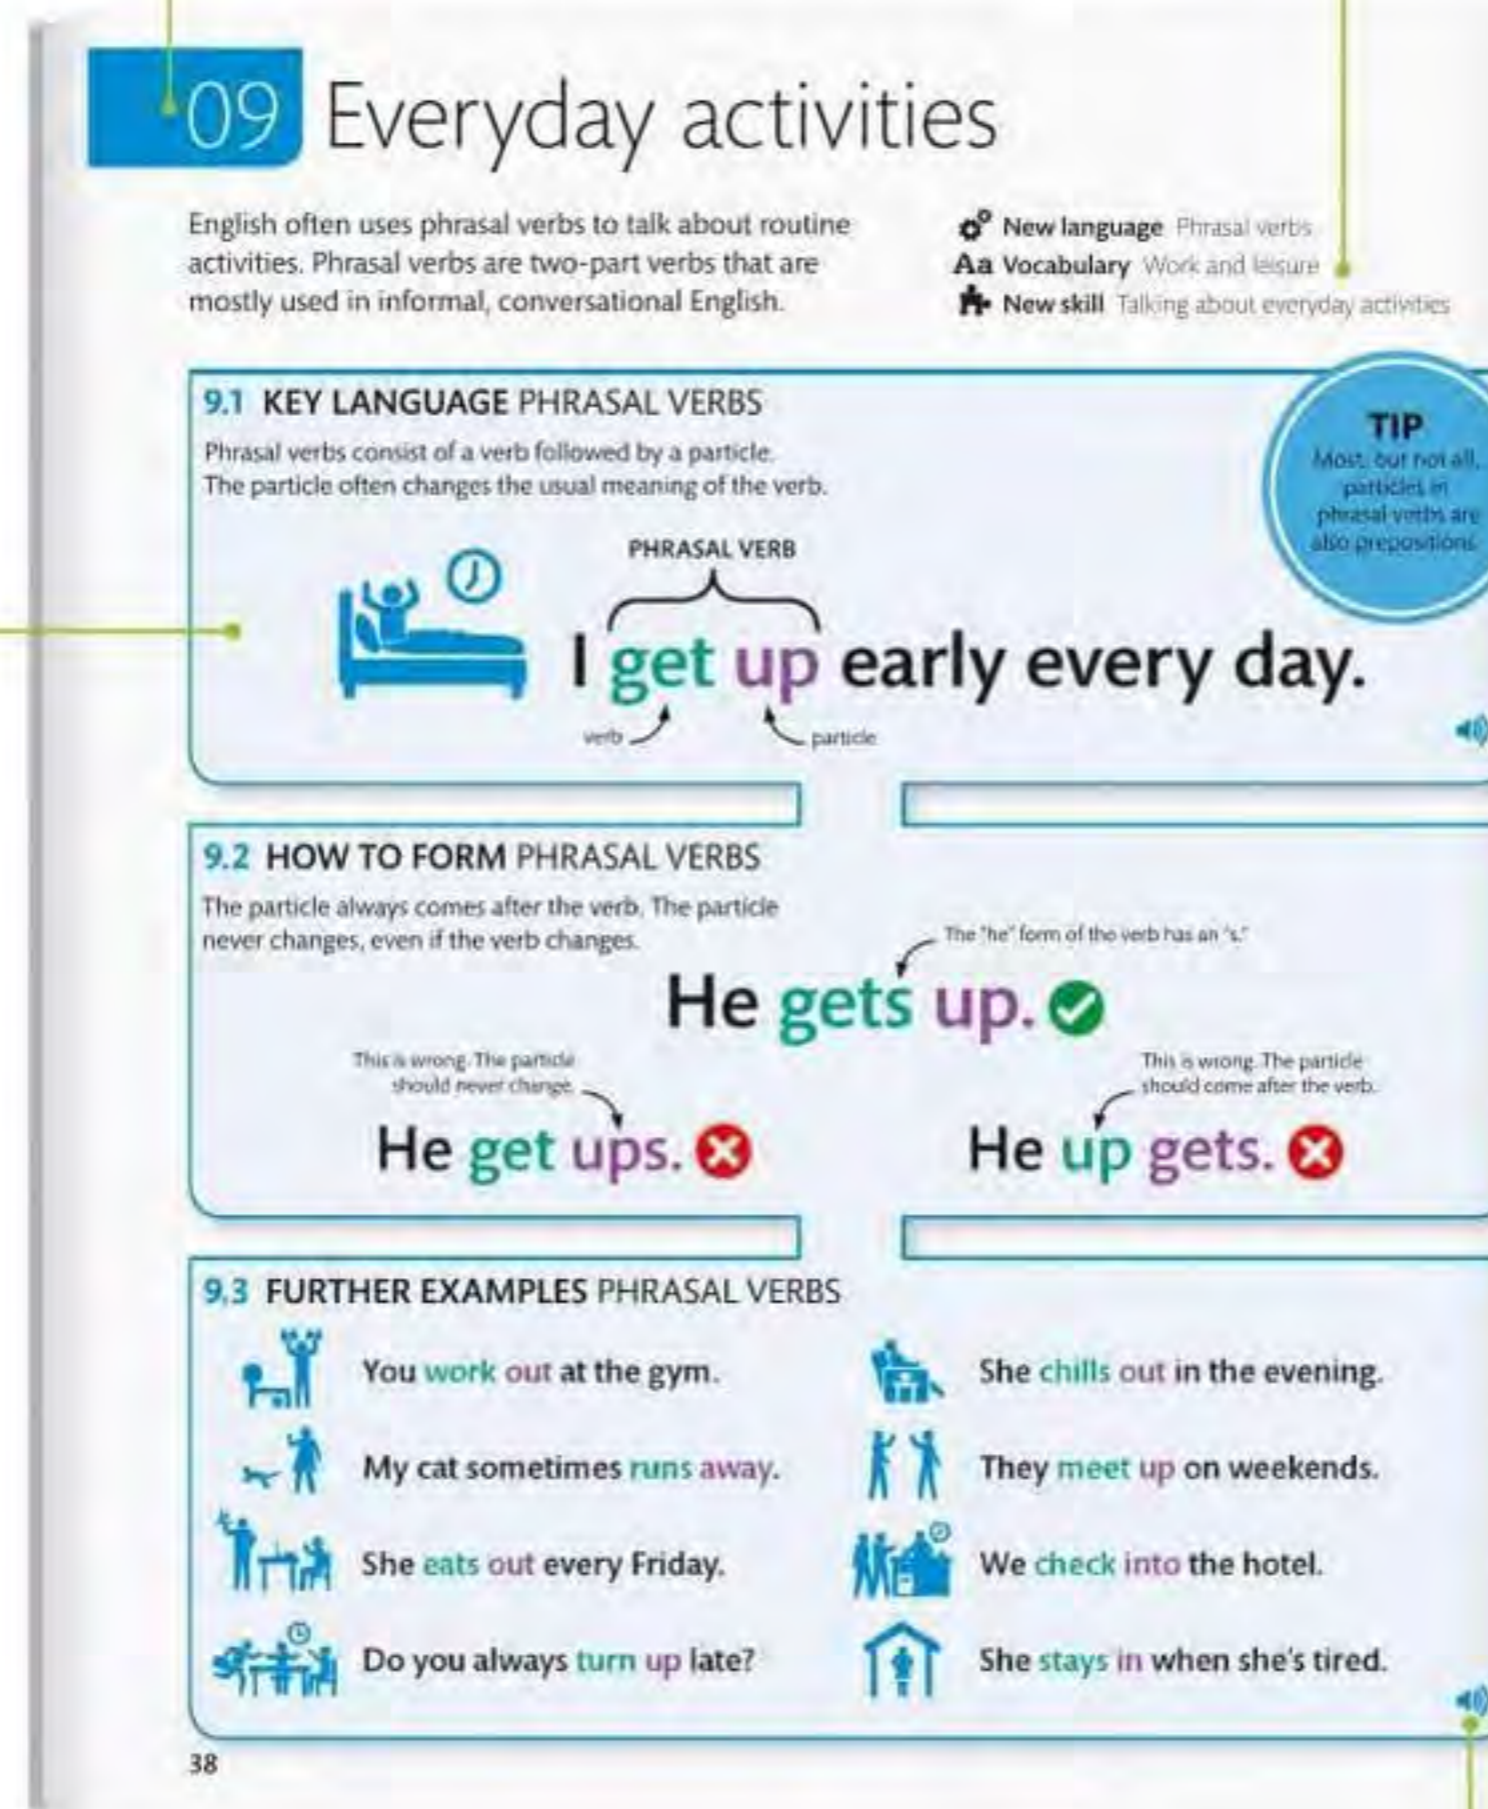 09 Everyday activities
English often uses phrasal verbs to talk about routine
activities. Phrasal verbs are two-part verbs that are
mostly used in informal, conversational English.
New language Phrasal verbs
Aa Vocabulary Work and leisure
New skill Talking about everyday activities
9.1 KEY LANGUAGE PHRASAL VERBS
Phrasal verbs consist of a verb followed by a particle.
The particle often changes the usual meaning of the verb.
TIP
Most, but not all,
particles in
phrasal verbs are
also prepositions.
PHRASAL VERB
I get up early every day.
verb
particle
9.2 HOW TO FORM PHRASAL VERBS
The particle always comes after the verb. The particle
never changes, even if the verb changes.
The "he" form of the verb has an "s."
He gets up.
This is wrong. The particle
should never change.
He get ups.
This is wrong. The particle
should come after the verb.
He up gets.
9.3 FURTHER EXAMPLES PHRASAL VERBS
You work out at the gym.
My cat sometimes runs away.
She eats out every Friday.
Do you always turn up late?
She chills out in the evening.
They meet up on weekends.
We check into the hotel.
She stays in when she's tired.
38